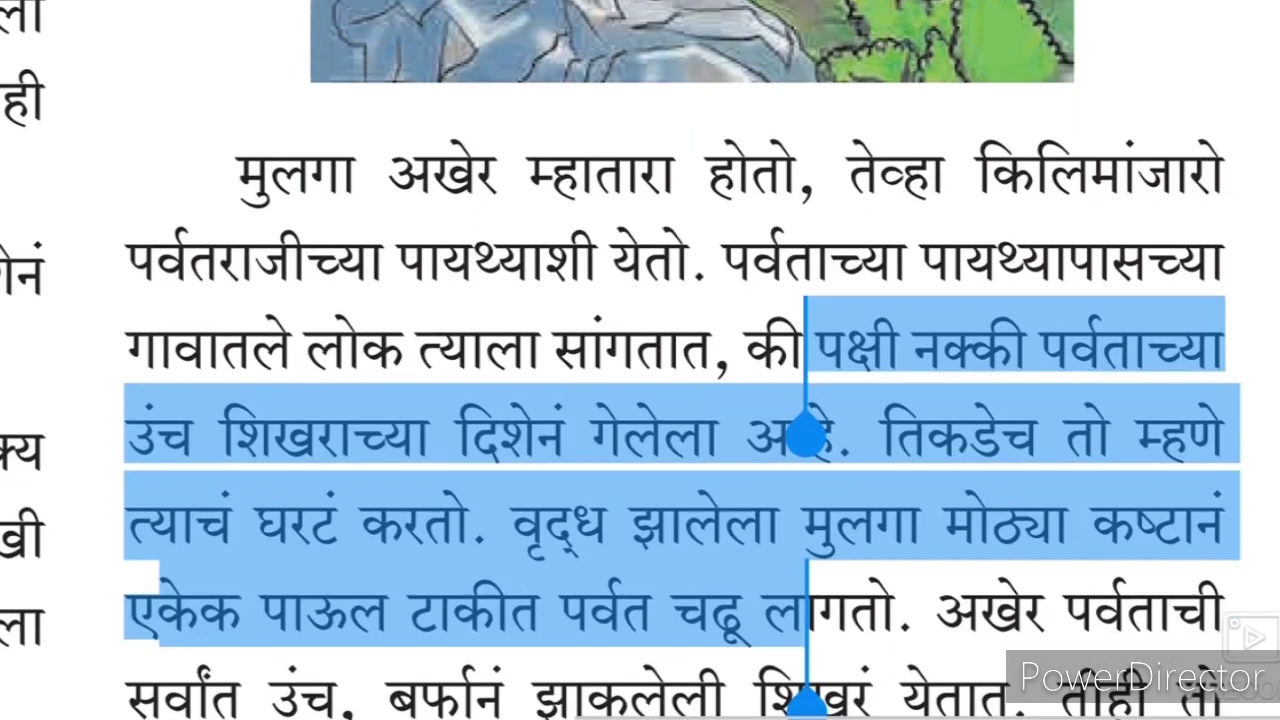 ला
ही
मुलगा अखेर म्हातारा होतो, तेव्हा किलिमांजारो
पर्वतराजीच्या पायथ्याशी येतो. पर्वताच्या पायथ्यापासच्या
गावातले लोक त्याला सांगतात, की पक्षी नक्की पर्वताच्या
उंच शिखराच्या दिशेनं गेलेला आहे. तिकडेच तो म्हणे
त्याचं घरटं करतो. वृद्ध झालेला मुलगा मोठ्या कष्टानं
एकेक पाऊल टाकीत पर्वत चढू लागतो. अखेर पर्वताची
सर्वांत उंच, बर्फानं झाकलेली शिखरं येतात. तीही तो
PowerDirector